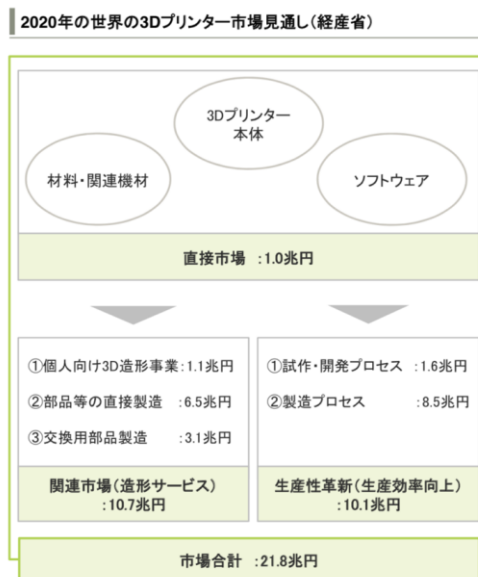 2020年の世界の3Dプリンター市場見通し(経産省)
3Dプリンター
本体
材料・関連機材
ソフトウェア
直接市場 :1.0兆円
①個人向け3D造形事業:1.1兆円
②部品等の直接製造 :6.5兆円
③交換用部品製造 :3.1兆円
関連市場(造形サービス)
:10.7兆円
①試作・開発プロセス :1.6兆円
②製造プロセス :8.5兆円
生産性革新(生産効率向上)
:10.1兆円
市場合計 :21.8兆円